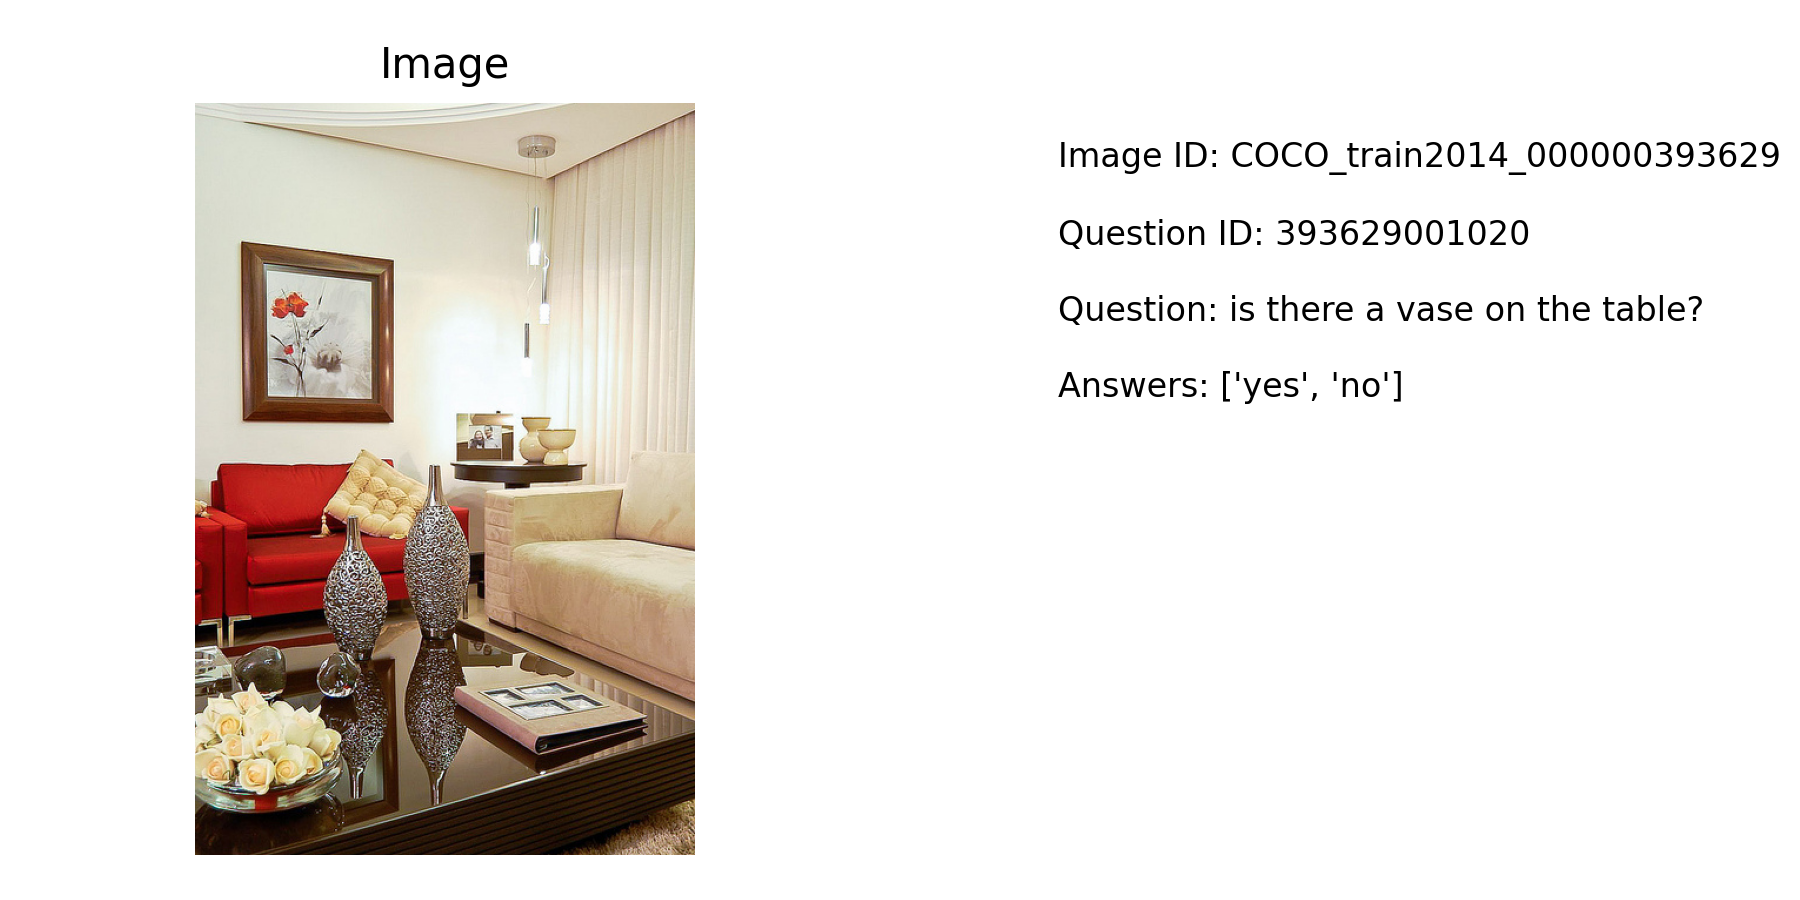 Image
Image ID: COCO_train2014_000000393629
Question ID: 393629001020
Question: is there a vase on the table?
Answers: ['yes', 'no']